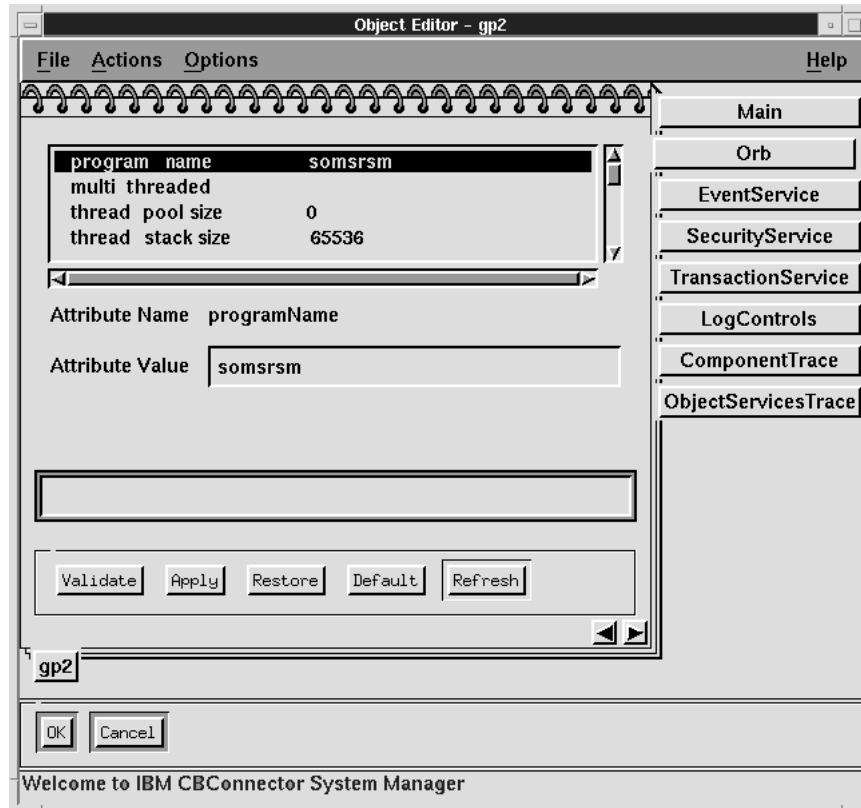 Object Editor - gp2
File Actions Options Help
Main
Orb
EventService
SecurityService
TransactionService
LogControls
ComponentTrace
ObjectServicesTrace
program name somsrsm
multi threaded
thread pool size 0
thread stack size 65536
Attribute Name programName
Attribute Value somsrsm
Validate Apply Restore Default Refresh
gp2
OK Cancel
Welcome to IBM CBConnector System Manager